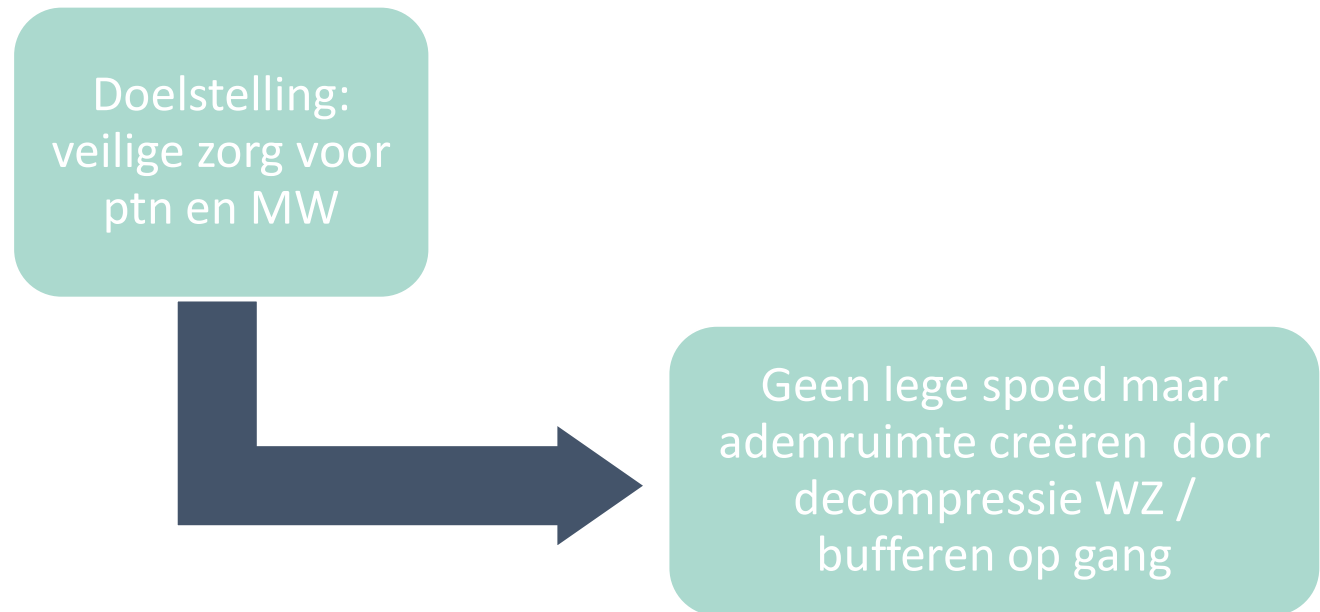 Doelstelling:
veilige zorg voor
ptn en MW
Geen lege spoed maar
ademruimte creëren  door
decompressie WZ /
bufferen op gang